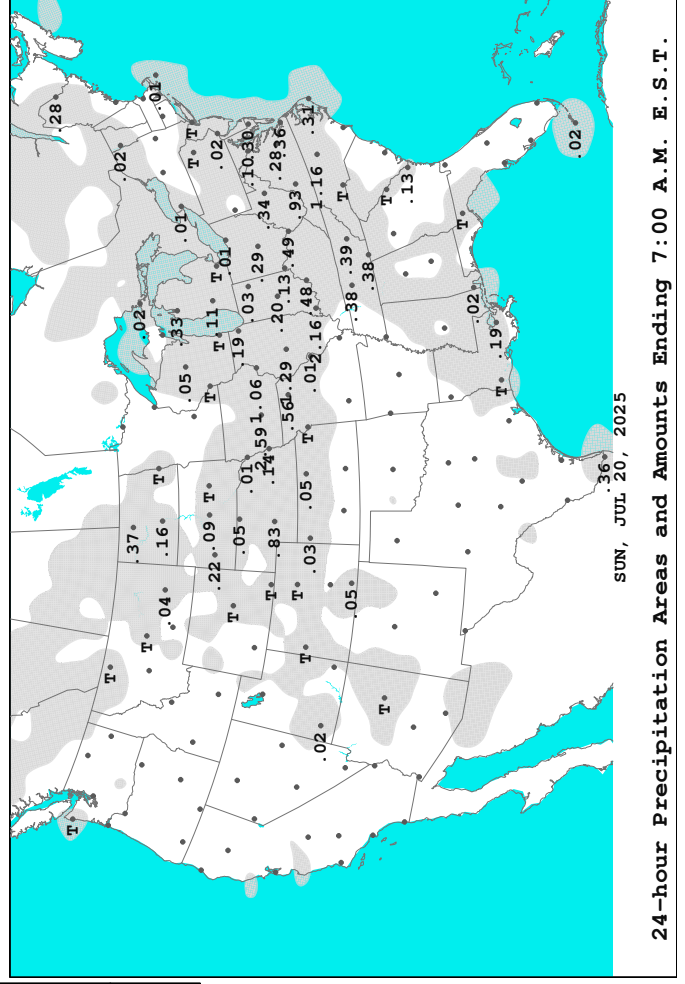 .28
T
T
.02
.37
.02
T
.01
T
.16
.04
.33
.01
.05
T
T
.09
T
T
.11
.22
T
T
.02
.01
T
.05
.19
.01
.03
.10
.30
1.06
.29
2.59
.34
.14
T
.83
.20
.28
.36
.13
.56
1.29
.49
T
.93
T
.05
T
.01
.48
.31
.03
2.16
1.16
.02
T
.39
.05
.38
.38
T
T
.13
T
.02
.19
T
.02
.36
SUN, JUL 20, 2025
24-hour Precipitation Areas and Amounts Ending 7:00 A.M. E.S.T.